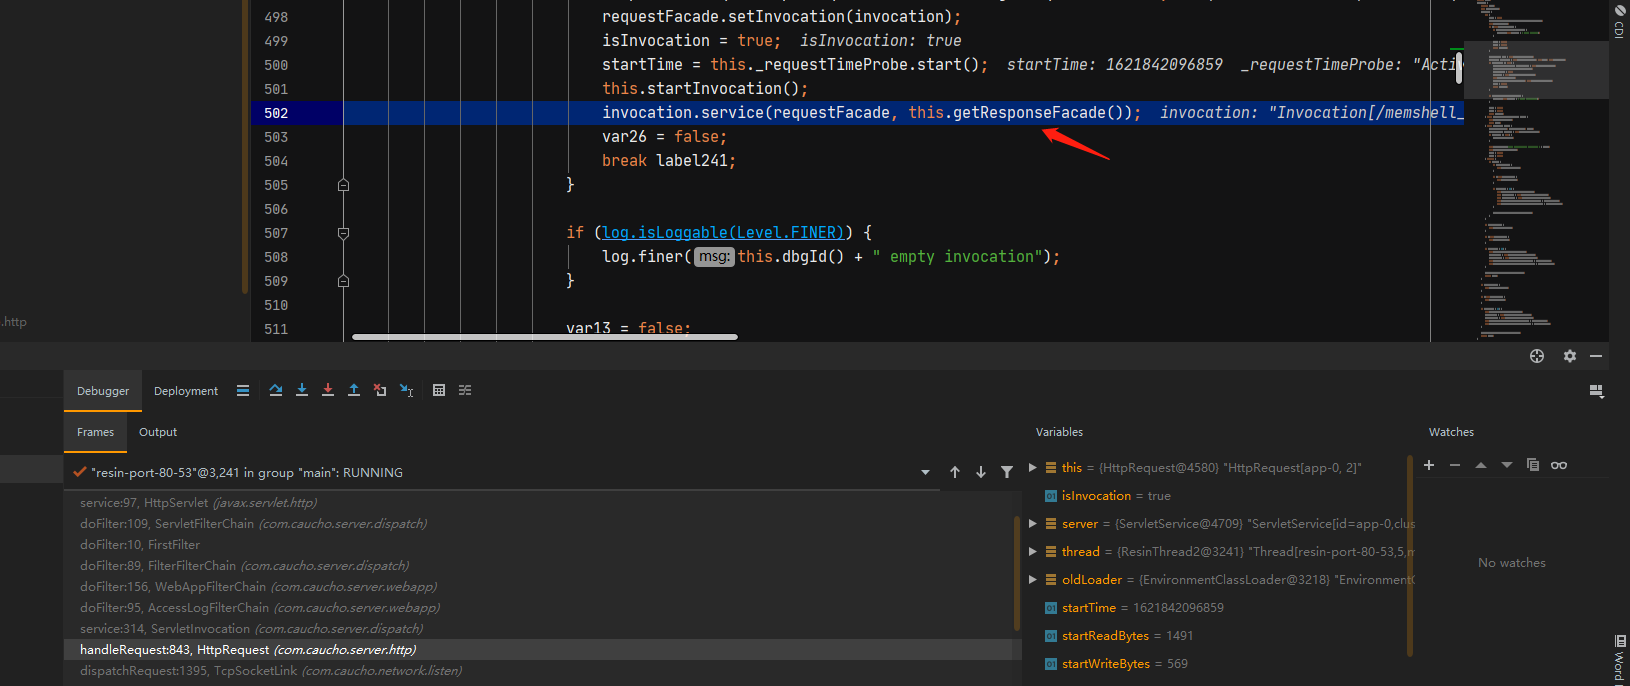 498 requestFacade.setInvocation(invocation);
499 isInvocation = true; isInvocation: true
500 startTime = this._requestTimeProbe.start(); startTime: 1621842096859 _requestTimeProbe: "Acti
501 this.startInvocation();
502 invocation.service(requestFacade, this.getResponseFacade()); invocation: "Invocation[/memshell_
503 var26 = false;
504 break label241;
505 }
506
507 if (log.isLoggable(Level.FINER)) {
508 log.finer( msg: this.dbgId() + " empty invocation");
509 }
510
511 var13 = false;
.http
CDI
Debugger Deployment
Frames Output
Variables
Watches
"resin-port-80-53"@3,241 in group "main": RUNNING
service:97, HttpServlet (javax.servlet.http)
doFilter:109, ServletFilterChain (com.caucho.server.dispatch)
doFilter:10, FirstFilter
doFilter:89, FilterFilterChain (com.caucho.server.dispatch)
doFilter:156, WebAppFilterChain (com.caucho.server.webapp)
doFilter:95, AccessLogFilterChain (com.caucho.server.webapp)
service:314, ServletInvocation (com.caucho.server.dispatch)
handleRequest:843, HttpRequest (com.caucho.server.http)
dispatchRequest:1395, TcpSocketLink (com.caucho.network.listen)
this = {HttpRequest@4580} "HttpRequest[app-0, 2]"
isInvocation = true
server = {ServletService@4709} "ServletService[id=app-0,clus
thread = {ResinThread2@3241} "Thread[resin-port-80-53,5,m
oldLoader = {EnvironmentClassLoader@3218} "EnvironmentC
startTime = 1621842096859
startReadBytes = 1491
startWriteBytes = 569
No watches
Word